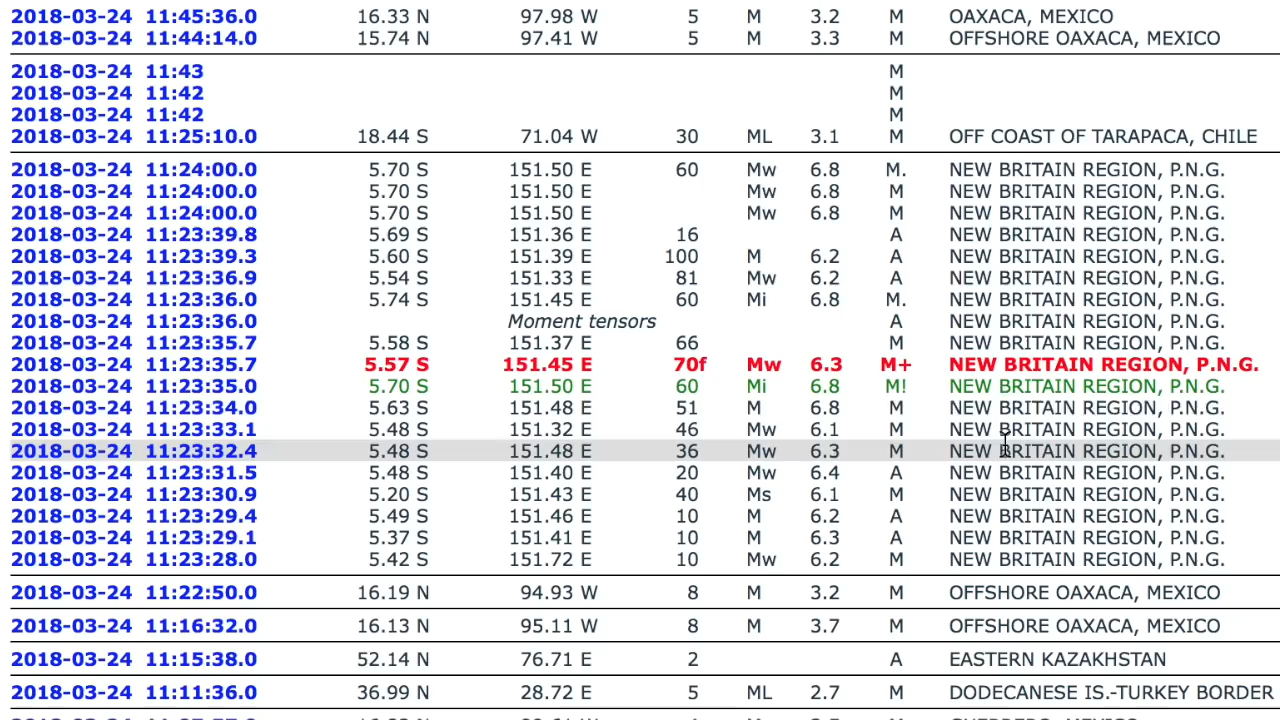 2018-03-24 11:45:36.0 16.33 N 97.98 W 5 M 3.2 M OAXACA, MEXICO
2018-03-24 11:44:14.0 15.74 N 97.41 W 5 M 3.3 M OFFSHORE OAXACA, MEXICO
2018-03-24 11:43 M
2018-03-24 11:42 M
2018-03-24 11:42 M
2018-03-24 11:25:10.0 18.44 S 71.04 W 30 ML 3.1 M OFF COAST OF TARAPACA, CHILE
2018-03-24 11:24:00.0 5.70 S 151.50 E 60 Mw 6.8 M. NEW BRITAIN REGION, P.N.G.
2018-03-24 11:24:00.0 5.70 S 151.50 E Mw 6.8 M NEW BRITAIN REGION, P.N.G.
2018-03-24 11:24:00.0 5.70 S 151.50 E Mw 6.8 M NEW BRITAIN REGION, P.N.G.
2018-03-24 11:23:39.8 5.69 S 151.36 E 16 A NEW BRITAIN REGION, P.N.G.
2018-03-24 11:23:39.3 5.60 S 151.39 E 100 M 6.2 A NEW BRITAIN REGION, P.N.G.
2018-03-24 11:23:36.9 5.54 S 151.33 E 81 Mw 6.2 A NEW BRITAIN REGION, P.N.G.
2018-03-24 11:23:36.0 5.74 S 151.45 E 60 Mi 6.8 M. NEW BRITAIN REGION, P.N.G.
2018-03-24 11:23:36.0 Moment tensors A NEW BRITAIN REGION, P.N.G.
2018-03-24 11:23:35.7 5.58 S 151.37 E 66 M NEW BRITAIN REGION, P.N.G.
2018-03-24 11:23:35.7 5.57 S 151.45 E 70f Mw 6.3 M+ NEW BRITAIN REGION, P.N.G.
2018-03-24 11:23:35.0 5.70 S 151.50 E 60 Mi 6.8 M! NEW BRITAIN REGION, P.N.G.
2018-03-24 11:23:34.0 5.63 S 151.48 E 51 M 6.8 M NEW BRITAIN REGION, P.N.G.
2018-03-24 11:23:33.1 5.48 S 151.32 E 46 Mw 6.1 M NEW BRITAIN REGION, P.N.G.
2018-03-24 11:23:32.4 5.48 S 151.48 E 36 Mw 6.3 M NEW BRITAIN REGION, P.N.G.
2018-03-24 11:23:31.5 5.48 S 151.40 E 20 Mw 6.4 A NEW BRITAIN REGION, P.N.G.
2018-03-24 11:23:30.9 5.20 S 151.43 E 40 Ms 6.1 M NEW BRITAIN REGION, P.N.G.
2018-03-24 11:23:29.4 5.49 S 151.46 E 10 M 6.2 A NEW BRITAIN REGION, P.N.G.
2018-03-24 11:23:29.1 5.37 S 151.41 E 10 M 6.3 A NEW BRITAIN REGION, P.N.G.
2018-03-24 11:23:28.0 5.42 S 151.72 E 10 Mw 6.2 M NEW BRITAIN REGION, P.N.G.
2018-03-24 11:22:50.0 16.19 N 94.93 W 8 M 3.2 M OFFSHORE OAXACA, MEXICO
2018-03-24 11:16:32.0 16.13 N 95.11 W 8 M 3.7 M OFFSHORE OAXACA, MEXICO
2018-03-24 11:15:38.0 52.14 N 76.71 E 2 A EASTERN KAZAKHSTAN
2018-03-24 11:11:36.0 36.99 N 28.72 E 5 ML 2.7 M DODECANESE IS.-TURKEY BORDER